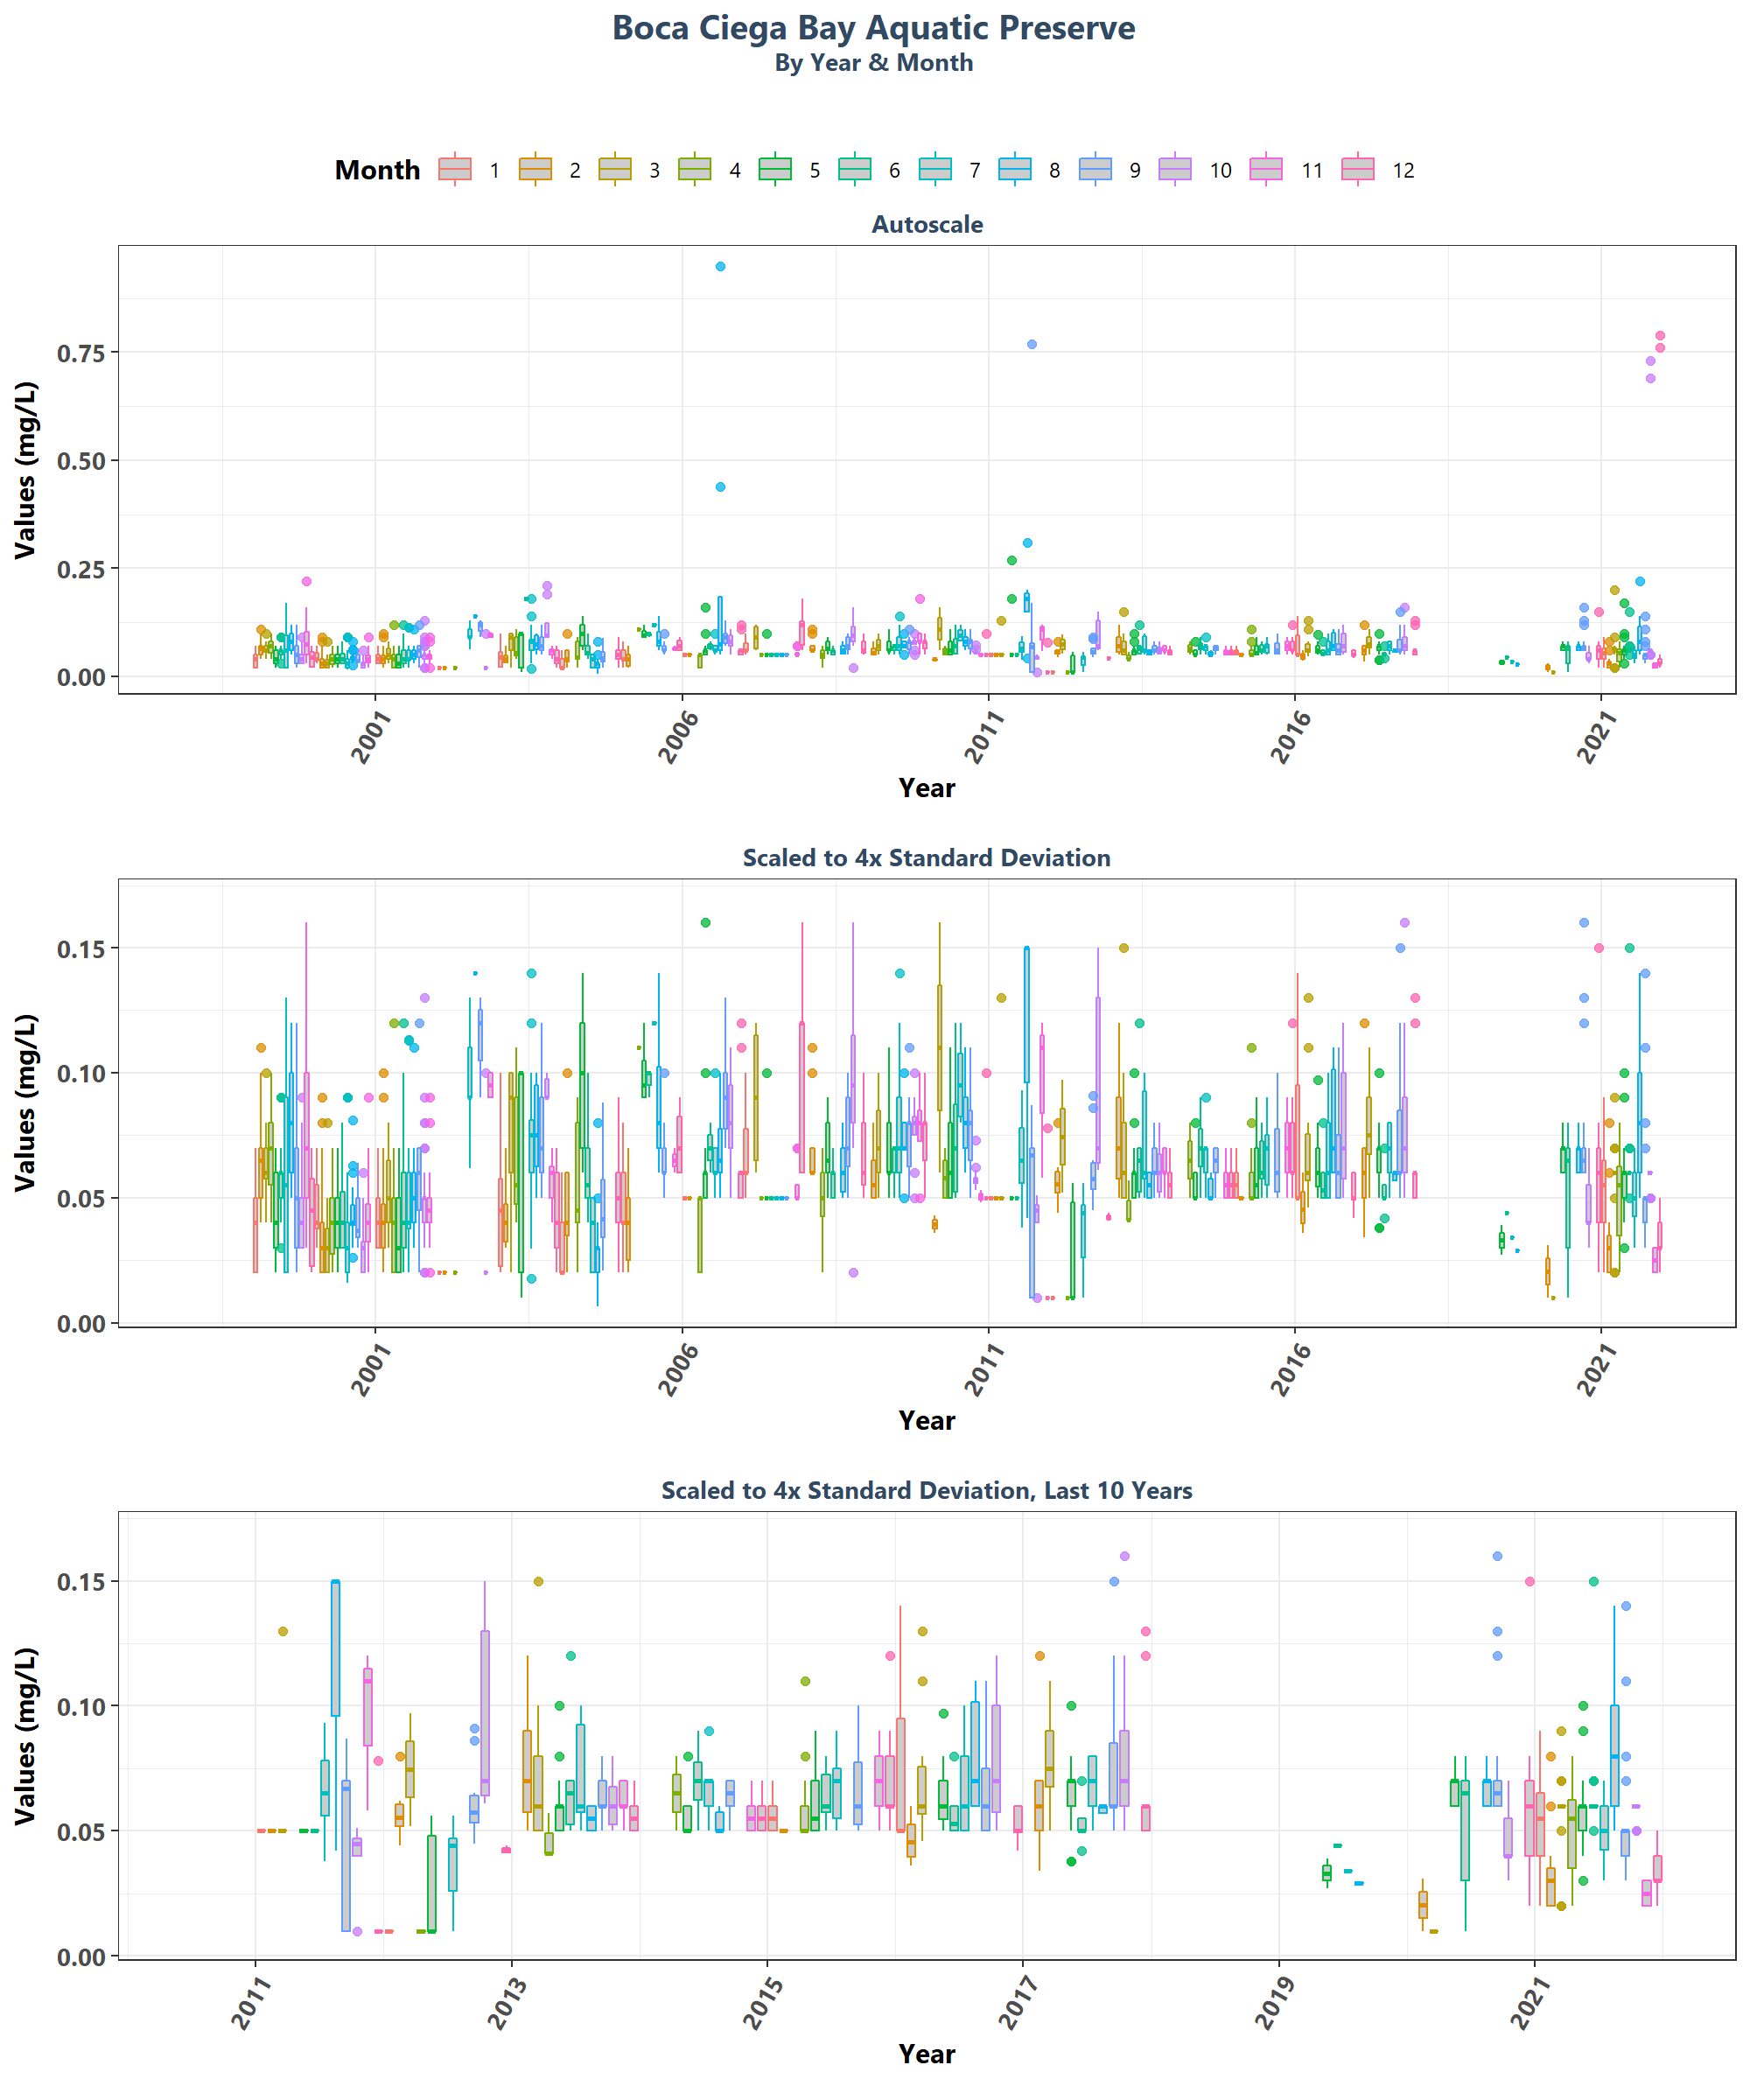 Boca Ciega Bay Aquatic Preserve
By Year & Month
Month 1 2 3 4 5 6 7 8 9 10 11 12
Autoscale
Values (mg/L)
0.75
0.50
0.25
0.00
2001 2006 2011 2016 2021
Year
Scaled to 4x Standard Deviation
Values (mg/L)
0.15
0.10
0.05
0.00
2001 2006 2011 2016 2021
Year
Scaled to 4x Standard Deviation, Last 10 Years
Values (mg/L)
0.15
0.10
0.05
0.00
2011 2013 2015 2017 2019 2021
Year